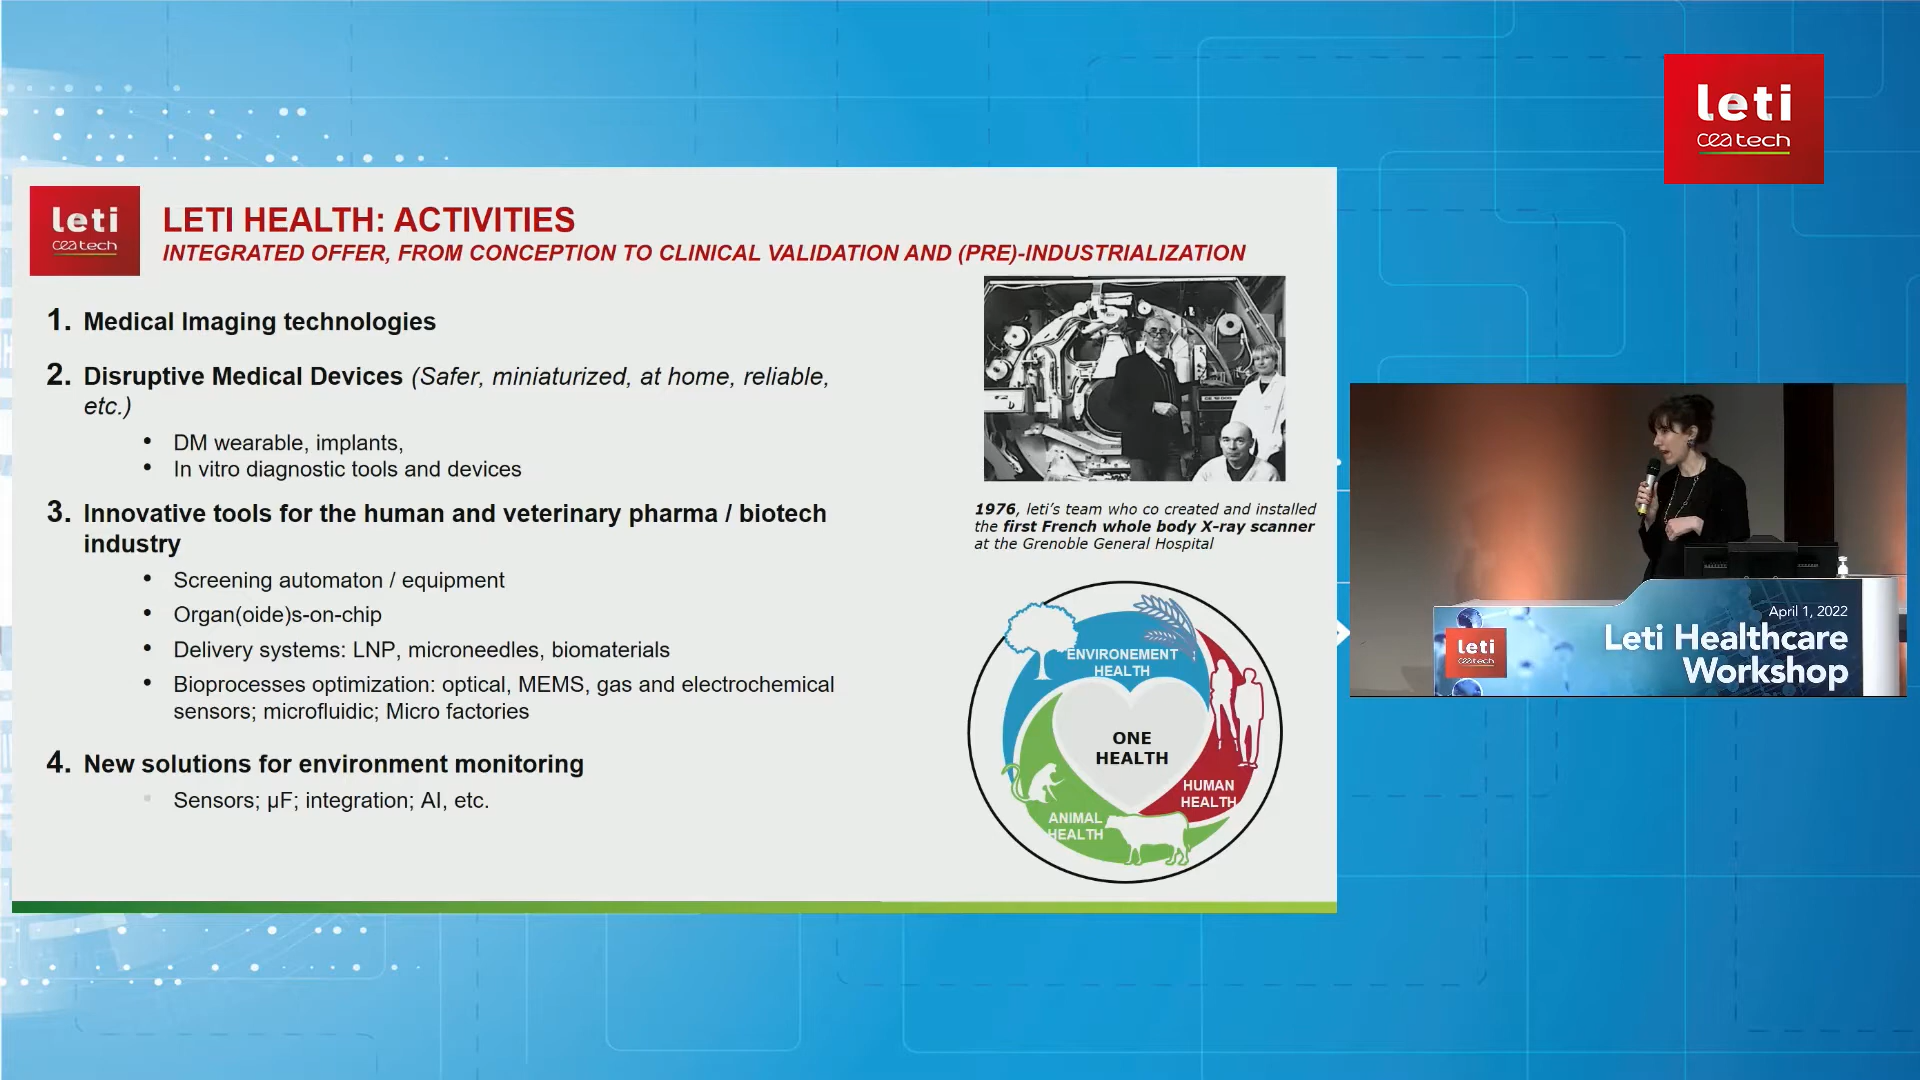 leti
cea tech
leti
cea tech
LETI HEALTH: ACTIVITIES
INTEGRATED OFFER, FROM CONCEPTION TO CLINICAL VALIDATION AND (PRE)-INDUSTRIALIZATION
1. Medical Imaging technologies
2. Disruptive Medical Devices (Safer, miniaturized, at home, reliable,
etc.)
• DM wearable, implants,
• In vitro diagnostic tools and devices
3. Innovative tools for the human and veterinary pharma / biotech
industry
• Screening automaton / equipment
• Organ(oide)s-on-chip
• Delivery systems: LNP, microneedles, biomaterials
• Bioprocesses optimization: optical, MEMS, gas and electrochemical
sensors; microfluidic; Micro factories
4. New solutions for environment monitoring
▪ Sensors; µF; integration; AI, etc.
1976, leti's team who co created and installed
the first French whole body X-ray scanner
at the Grenoble General Hospital
ENVIRONEMENT
HEALTH
ONE
HEALTH
HUMAN
HEALTH
ANIMAL
HEALTH
April 1, 2022
leti
cea tech
Leti Healthcare
Workshop